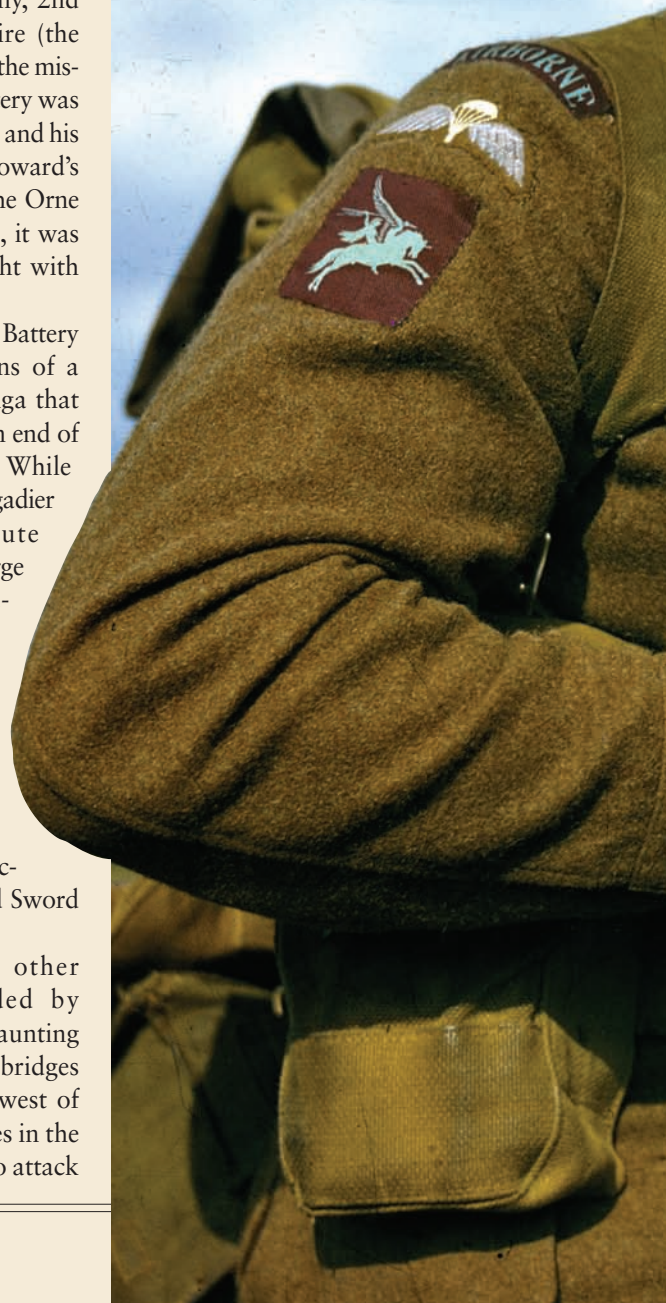 ny, 2nd
ire (the
the mis-
ery was
and his
oward's
he Orne
, it was
ht with
Battery
ns of a
ga that
n end of
While
gadier
ute
rge
-
c-
Sword
other
ded by
aunting
bridges
west of
es in the
o attack
AIRBORNE